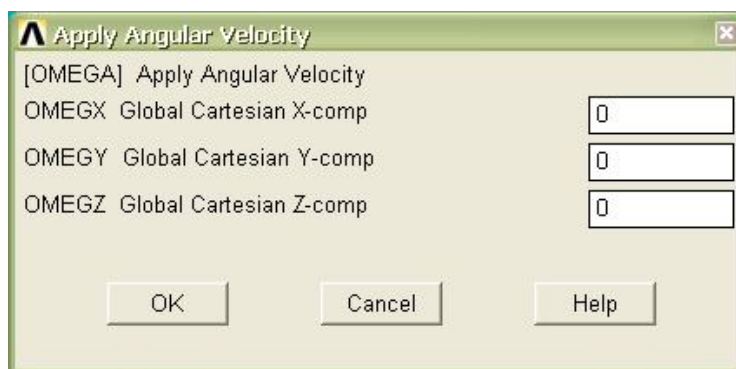 Apply Angular Velocity
[OMEGA] Apply Angular Velocity
OMEGX Global Cartesian X-comp 0
OMEGY Global Cartesian Y-comp 0
OMEGZ Global Cartesian Z-comp 0
OK Cancel Help